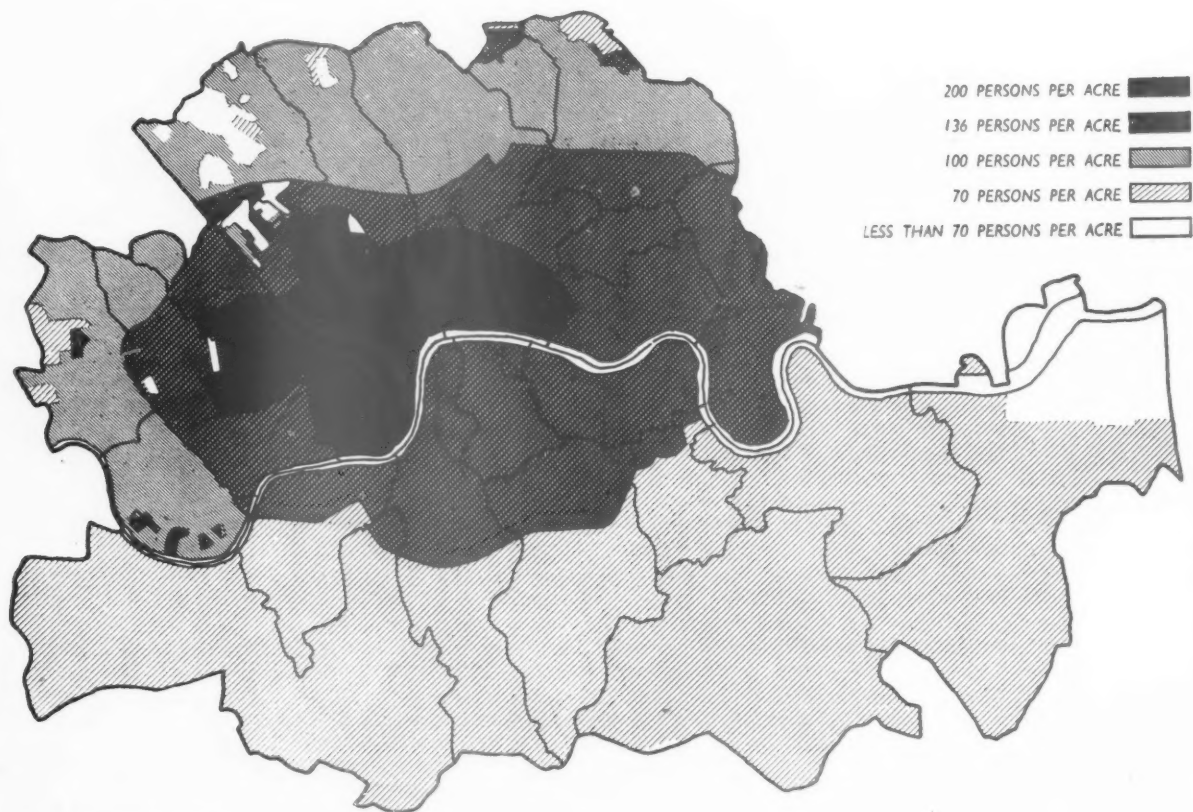 200 PERSONS PER ACRE
136 PERSONS PER ACRE
100 PERSONS PER ACRE
70 PERSONS PER ACRE
LESS THAN 70 PERSONS PER ACRE